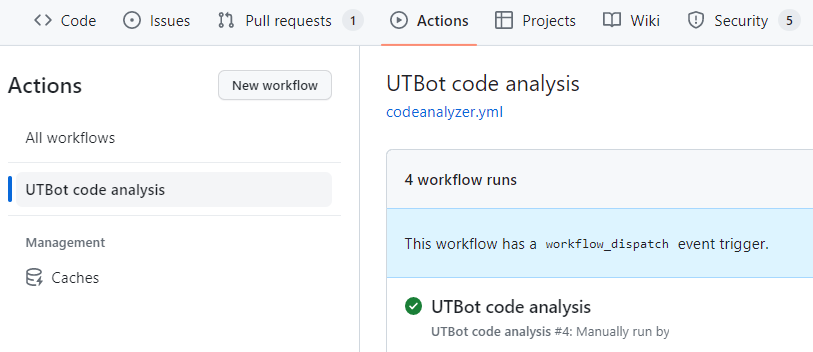 Code Issues Pull requests 1 Actions Projects Wiki Security 5
Actions New workflow
All workflows
UTBot code analysis
Management
Caches
UTBot code analysis
codeanalyzer.yml
4 workflow runs
This workflow has a workflow_dispatch event trigger.
UTBot code analysis
UTBot code analysis #4: Manually run by